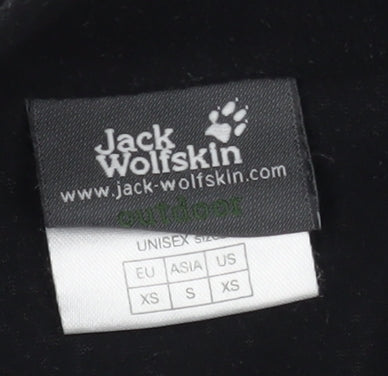 Jack
Wolfskin
www.jack-wolfskin.com
outdoor
UNISEX SIZE
EU ASIA US
XS S XS